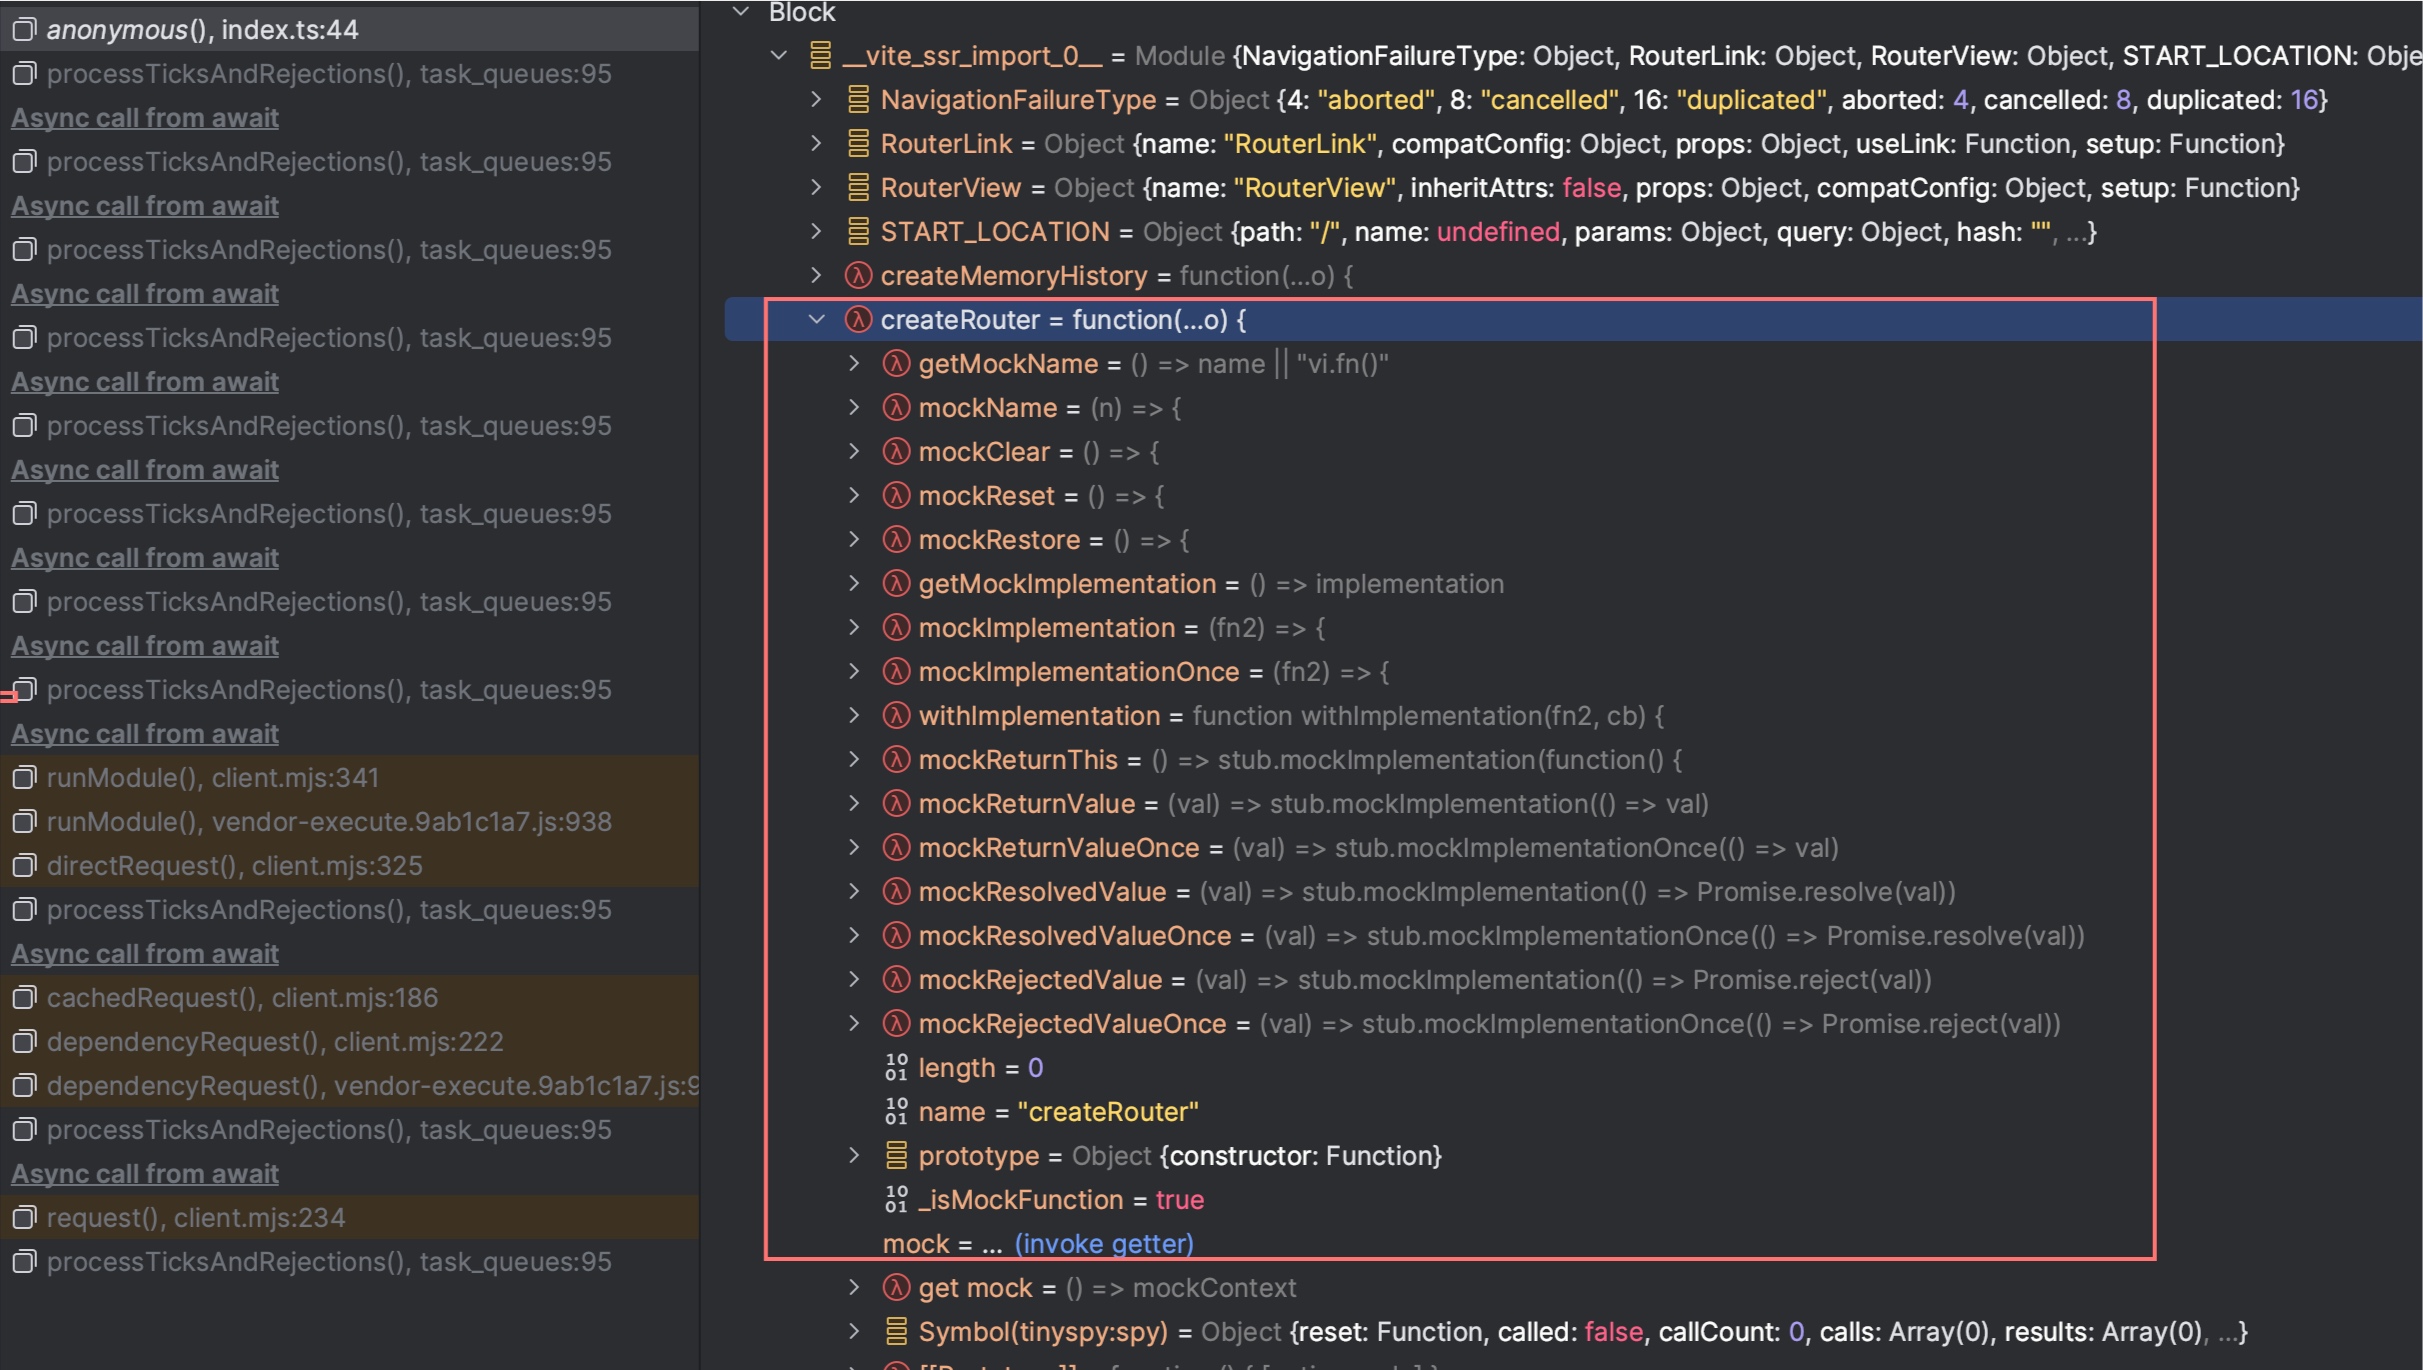 anonymous(), index.ts:44
processTicksAndRejections(), task_queues:95
Async call from await
processTicksAndRejections(), task_queues:95
Async call from await
processTicksAndRejections(), task_queues:95
Async call from await
processTicksAndRejections(), task_queues:95
Async call from await
processTicksAndRejections(), task_queues:95
Async call from await
processTicksAndRejections(), task_queues:95
Async call from await
processTicksAndRejections(), task_queues:95
Async call from await
processTicksAndRejections(), task_queues:95
Async call from await
runModule(), client.mjs:341
runModule(), vendor-execute.9ab1c1a7.js:938
directRequest(), client.mjs:325
processTicksAndRejections(), task_queues:95
Async call from await
cachedRequest(), client.mjs:186
dependencyRequest(), client.mjs:222
dependencyRequest(), vendor-execute.9ab1c1a7.js:9
processTicksAndRejections(), task_queues:95
Async call from await
request(), client.mjs:234
processTicksAndRejections(), task_queues:95
Block
__vite_ssr_import_0__ = Module {NavigationFailureType: Object, RouterLink: Object, RouterView: Object, START_LOCATION: Obje
NavigationFailureType = Object {4: "aborted", 8: "cancelled", 16: "duplicated", aborted: 4, cancelled: 8, duplicated: 16}
RouterLink = Object {name: "RouterLink", compatConfig: Object, props: Object, useLink: Function, setup: Function}
RouterView = Object {name: "RouterView", inheritAttrs: false, props: Object, compatConfig: Object, setup: Function}
START_LOCATION = Object {path: "/", name: undefined, params: Object, query: Object, hash: "", ...}
createMemoryHistory = function(...o) {
createRouter = function(...o) {
getMockName = () => name || "vi.fn()"
mockName = (n) => {
mockClear = () => {
mockReset = () => {
mockRestore = () => {
getMockImplementation = () => implementation
mockImplementation = (fn2) => {
mockImplementationOnce = (fn2) => {
withImplementation = function withImplementation(fn2, cb) {
mockReturnThis = () => stub.mockImplementation(function() {
mockReturnValue = (val) => stub.mockImplementation(() => val)
mockReturnValueOnce = (val) => stub.mockImplementationOnce(() => val)
mockResolvedValue = (val) => stub.mockImplementation(() => Promise.resolve(val))
mockResolvedValueOnce = (val) => stub.mockImplementationOnce(() => Promise.resolve(val))
mockRejectedValue = (val) => stub.mockImplementation(() => Promise.reject(val))
mockRejectedValueOnce = (val) => stub.mockImplementationOnce(() => Promise.reject(val))
length = 0
name = "createRouter"
prototype = Object {constructor: Function}
_isMockFunction = true
mock = ... (invoke getter)
get mock = () => mockContext
Symbol(tinyspy:spy) = Object {reset: Function, called: false, callCount: 0, calls: Array(0), results: Array(0), ...}